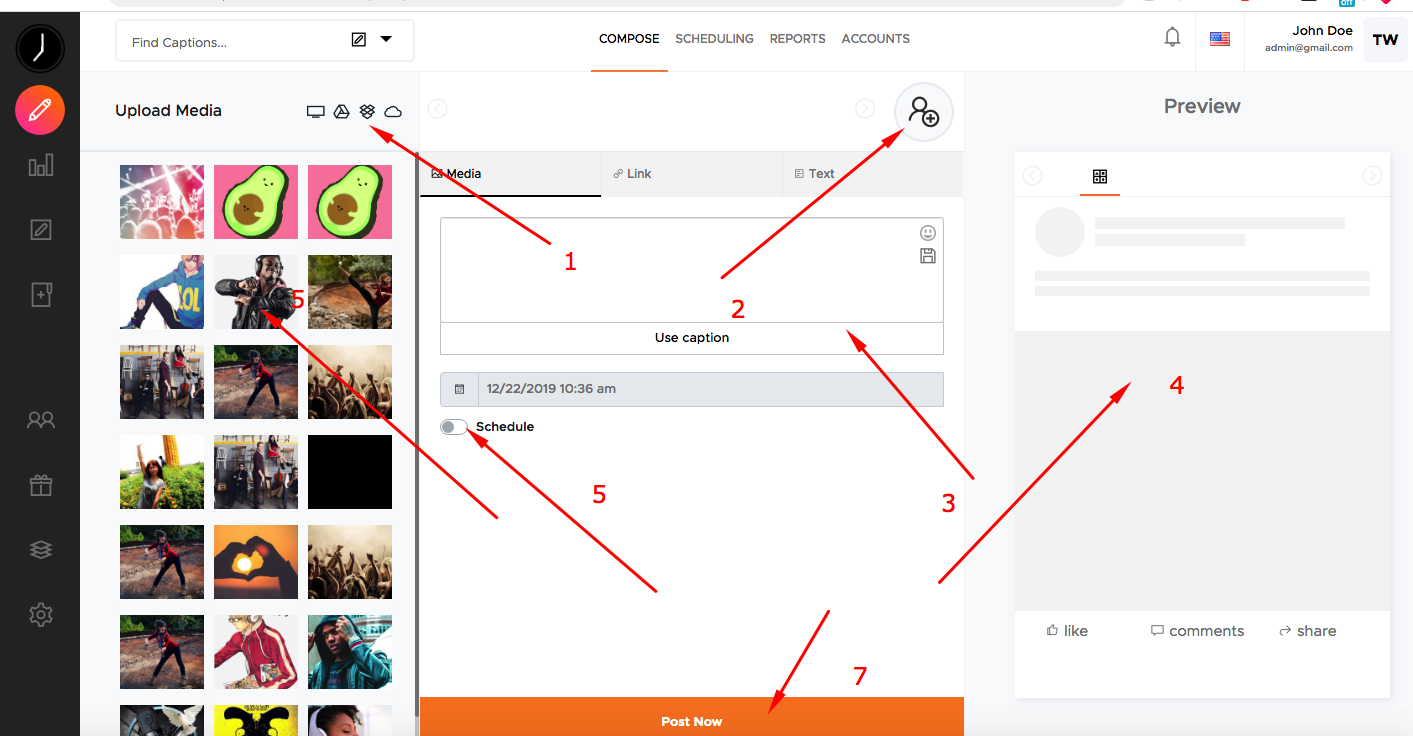 off
Find Captions...
COMPOSE
SCHEDULING
REPORTS
ACCOUNTS
John Doe
admin@gmail.com
TW
Upload Media
Preview
Media
Link
Text
1
5
2
Use caption
12/22/2019 10:36 am
4
Schedule
5
3
LOL
like
comments
share
7
Post Now